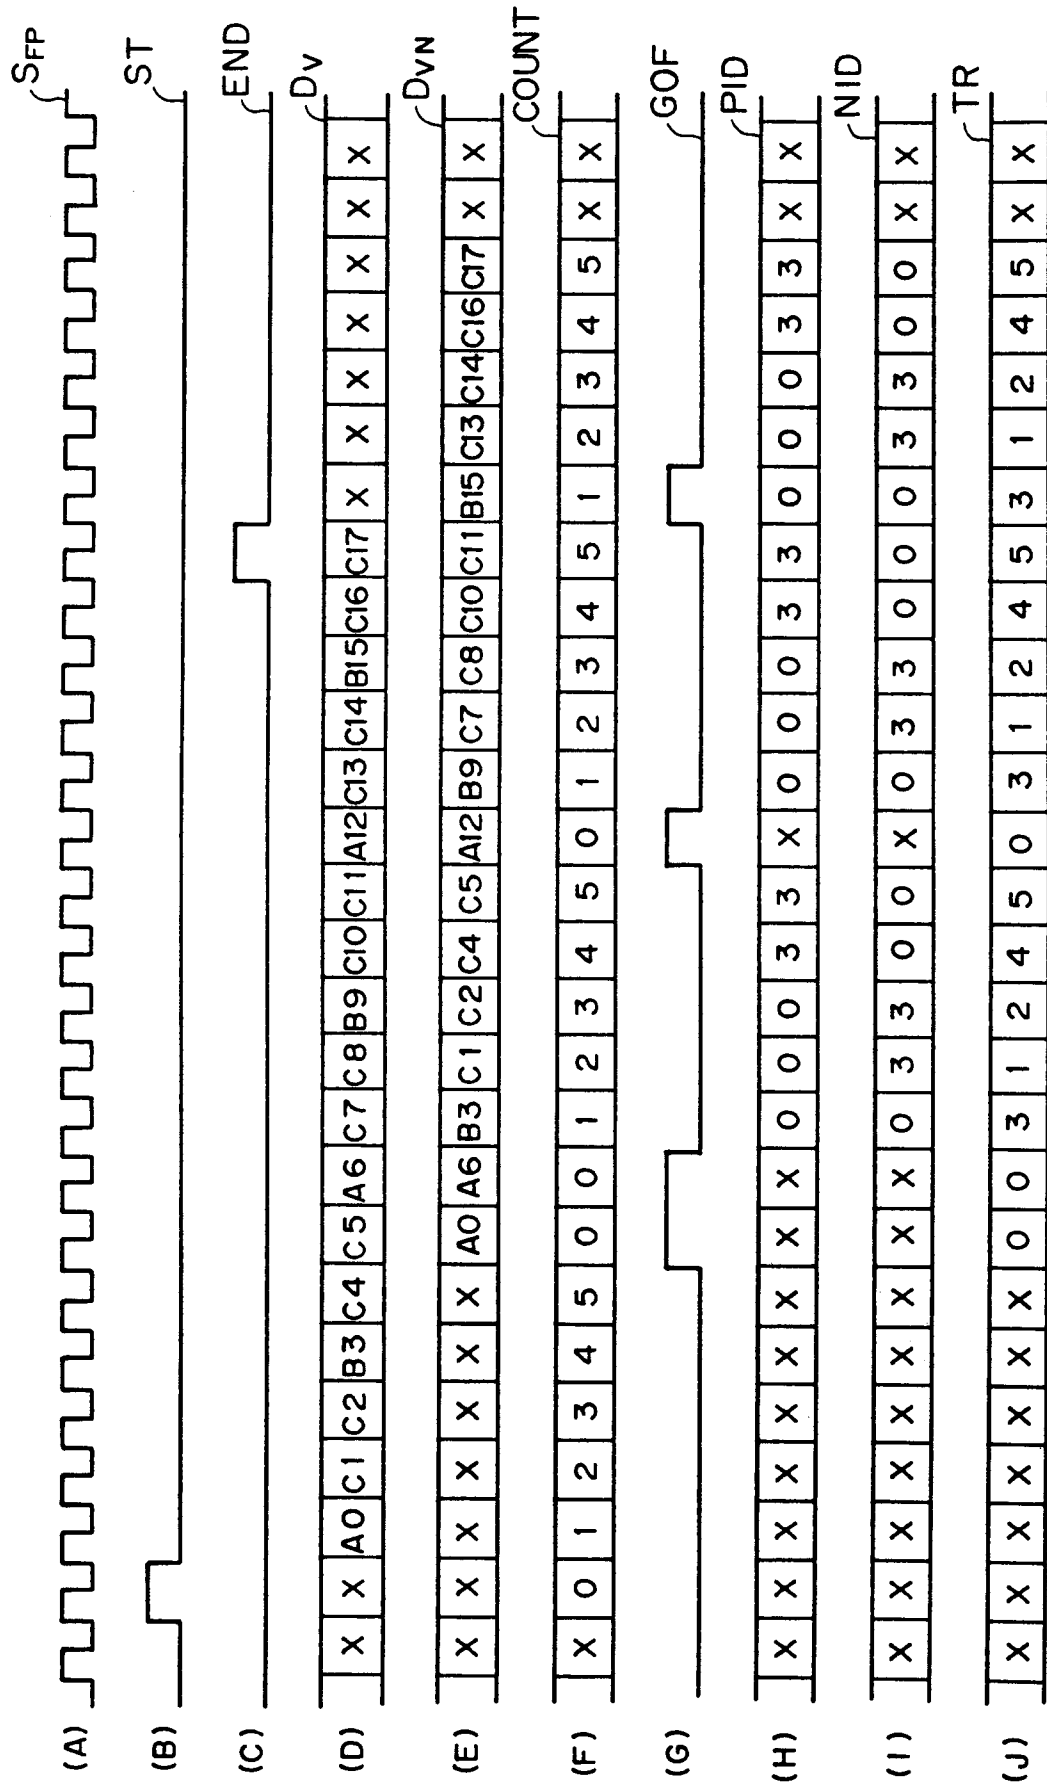 (A) SFP
(B) ST
(C) END
(D) X X A0 C1 C2 B3 C4 C5 A6 C7 C8 B9 C10 C11 A12 C13 C14 B15 C16 C17 X X X X X X X DV
(E) X X X X X X X A0 A6 B3 C1 C2 C4 C5 A12 B9 C7 C8 C10 C11 B15 C13 C14 C16 C17 X X DVN
(F) X 0 1 2 3 4 5 0 0 1 2 3 4 5 0 1 2 3 4 5 1 2 3 4 5 X X COUNT
(G) GOF
(H) X X X X X X X X X 0 0 0 3 3 X 0 0 0 3 3 0 0 0 3 3 X X PID
(I) X X X X X X X X X 0 3 3 0 0 X 0 3 3 0 0 0 3 3 0 0 X X NID
(J) X X X X X X X 0 0 3 1 2 4 5 0 3 1 2 4 5 3 1 2 4 5 X X TR